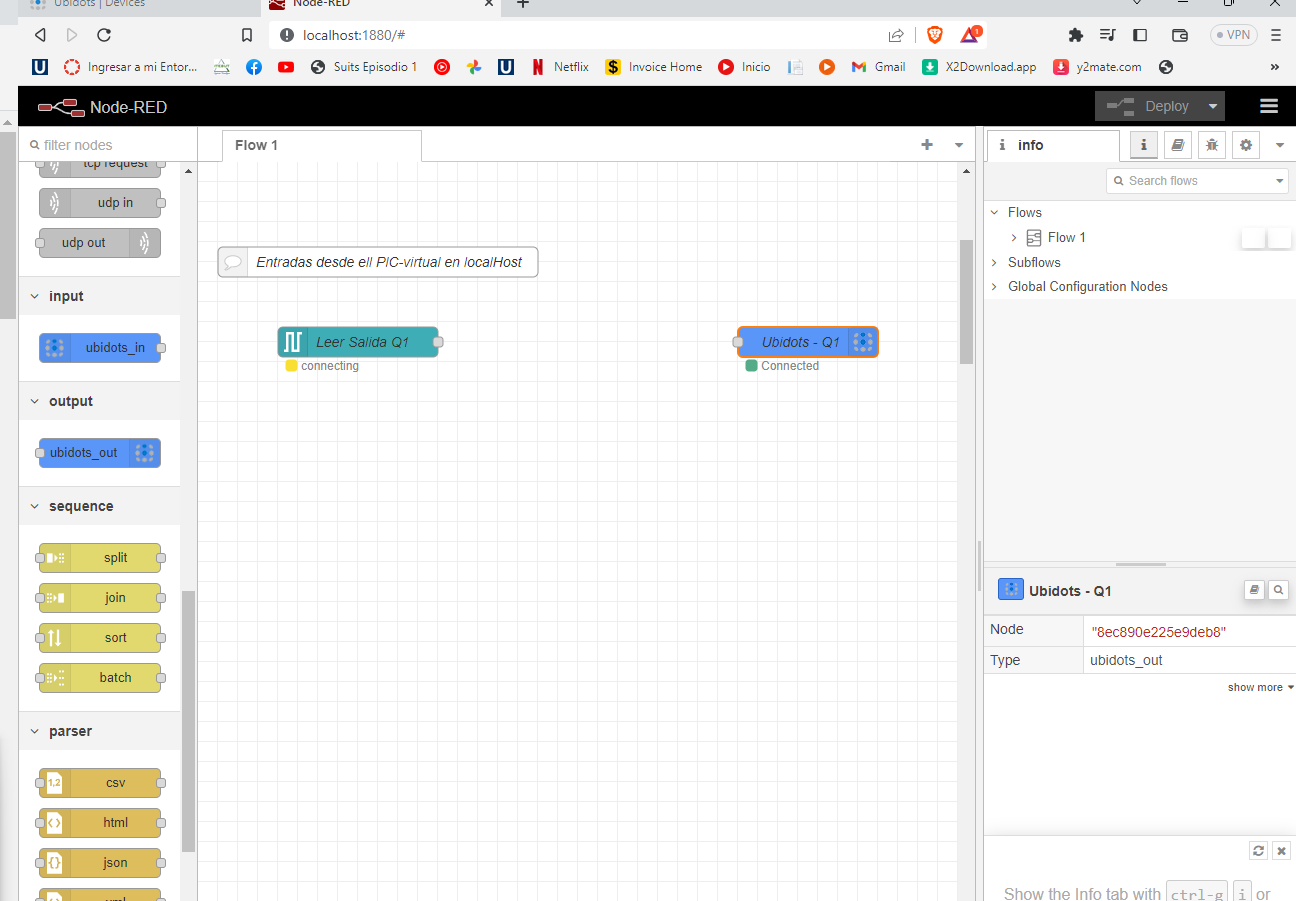 Ubidots | Devices
Node-RED
localhost:1880/#
1
VPN
Ingresar a mi Entor...
Suits Episodio 1
Netflix
Invoice Home
Inicio
Gmail
X2Download.app
y2mate.com
»
Node-RED
Deploy
filter nodes
Flow 1
info
Search flows
Flows
Flow 1
Subflows
Global Configuration Nodes
tcp request
udp in
udp out
input
ubidots_in
output
ubidots_out
sequence
split
join
sort
batch
parser
csv
html
json
Entradas desde ell PlC-virtual en localHost
Leer Salida Q1
connecting
Ubidots - Q1
Connected
Ubidots - Q1
Node "8ec890e225e9deb8"
Type ubidots_out
show more
Show the Info tab with ctrl-g i or